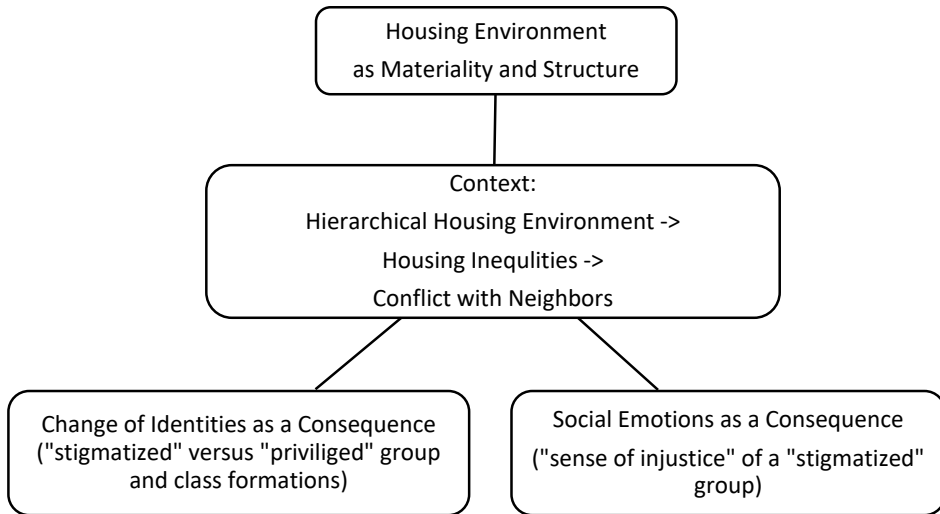 Housing Environment
as Materiality and Structure
Context:
Hierarchical Housing Environment ->
Housing Inequlities ->
Conflict with Neighbors
Change of Identities as a Consequence
("stigmatized" versus "priviliged" group
and class formations)
Social Emotions as a Consequence
("sense of injustice" of a "stigmatized"
group)